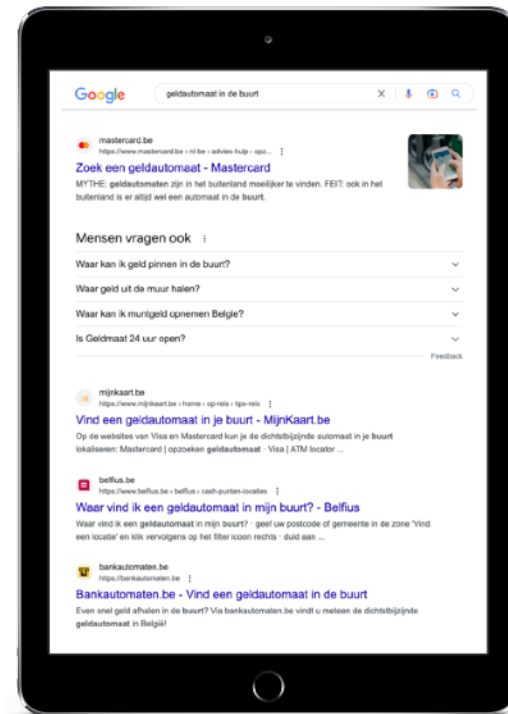 Google
geldautomaat in de buurt
mastercard.be
https://www.mastercard.be › nl-be › advies-hulp › opz...
Zoek een geldautomaat - Mastercard
MYTHE: geldautomaten zijn in het buitenland moeilijker te vinden. FEIT: ook in het
buitenland is er altijd wel een automaat in de buurt.
Mensen vragen ook
Waar kan ik geld pinnen in de buurt?
Waar geld uit de muur halen?
Waar kan ik muntgeld opnemen Belgie?
Is Geldmaat 24 uur open?
Feedback
mijnkaart.be
https://www.mijnkaart.be › home › op-reis › tips-reis
Vind een geldautomaat in je buurt - MijnKaart.be
Op de websites van Visa en Mastercard kun je de dichtstbijzijnde automaat in je buurt
lokaliseren: Mastercard | opzoeken geldautomaat · Visa | ATM locator ...
belfius.be
https://www.belfius.be › belfius › cash-punten-locaties
Waar vind ik een geldautomaat in mijn buurt? - Belfius
Waar vind ik een geldautomaat in mijn buurt? · geef uw postcode of gemeente in de zone 'Vind
een locatie' en klik vervolgens op het filter icoon rechts · duid aan ...
bankautomaten.be
https://bankautomaten.be
Bankautomaten.be - Vind een geldautomaat in de buurt
Even snel geld afhalen in de buurt? Via bankautomaten.be vindt u meteen de dichtstbijzijnde
geldautomaat in België!